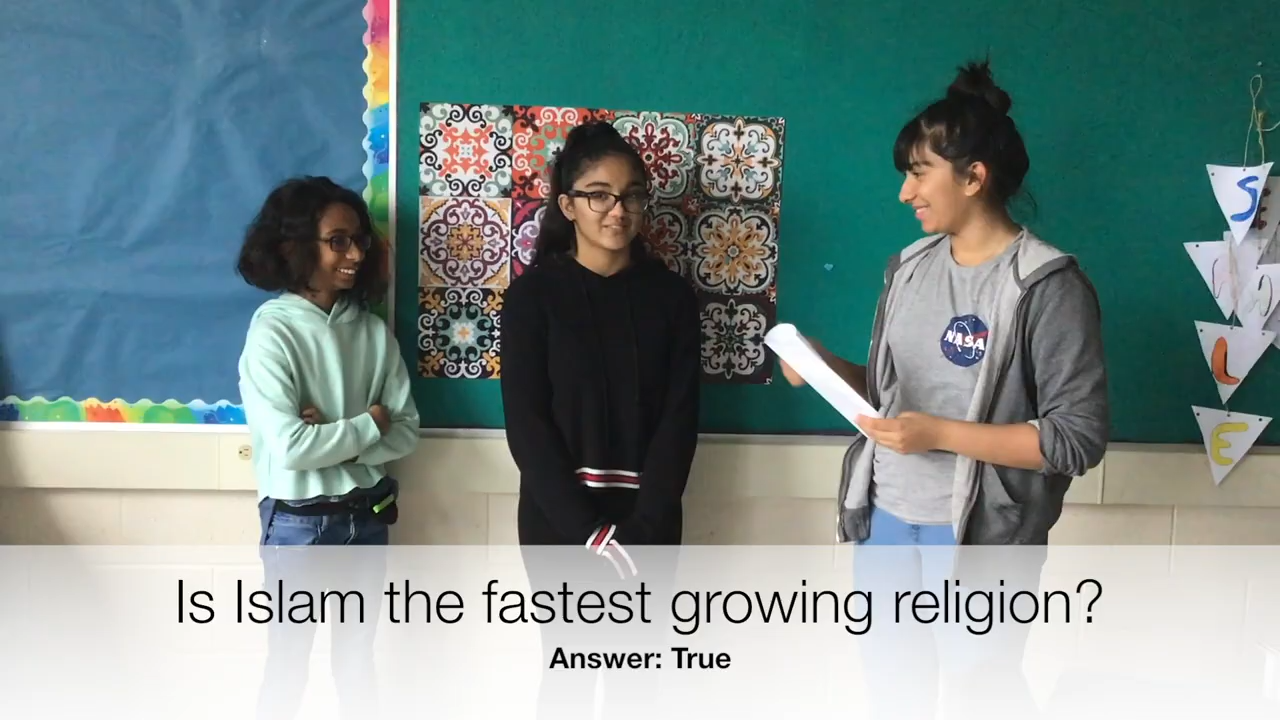 NASA
S
L
E
Is Islam the fastest growing religion?
Answer: True